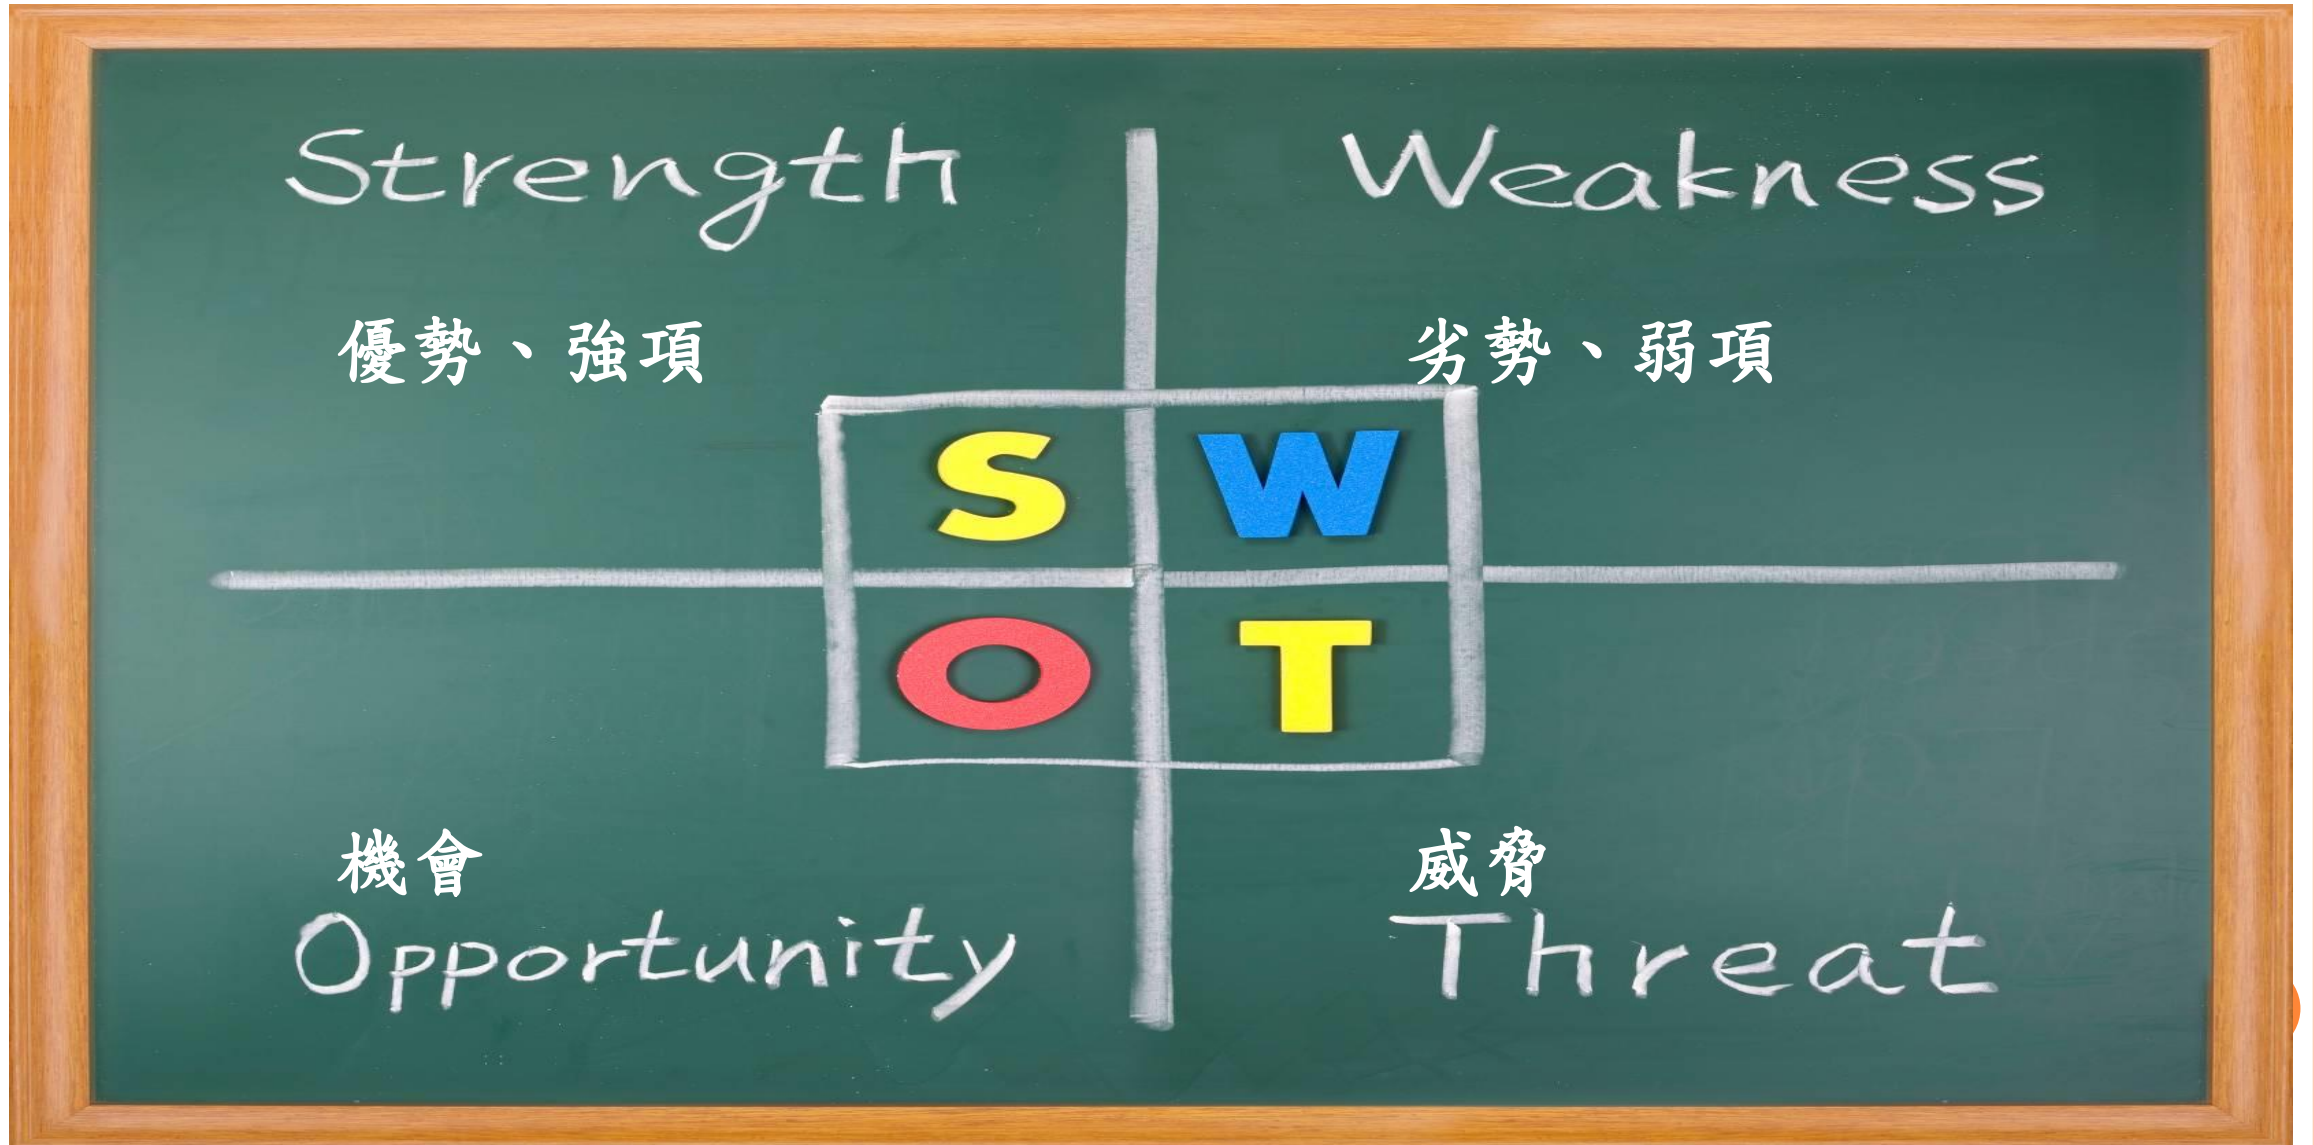 Strength
Weakness
優勢、強項
劣勢、弱項
S W
O T
機會
威脅
Opportunity
Threat